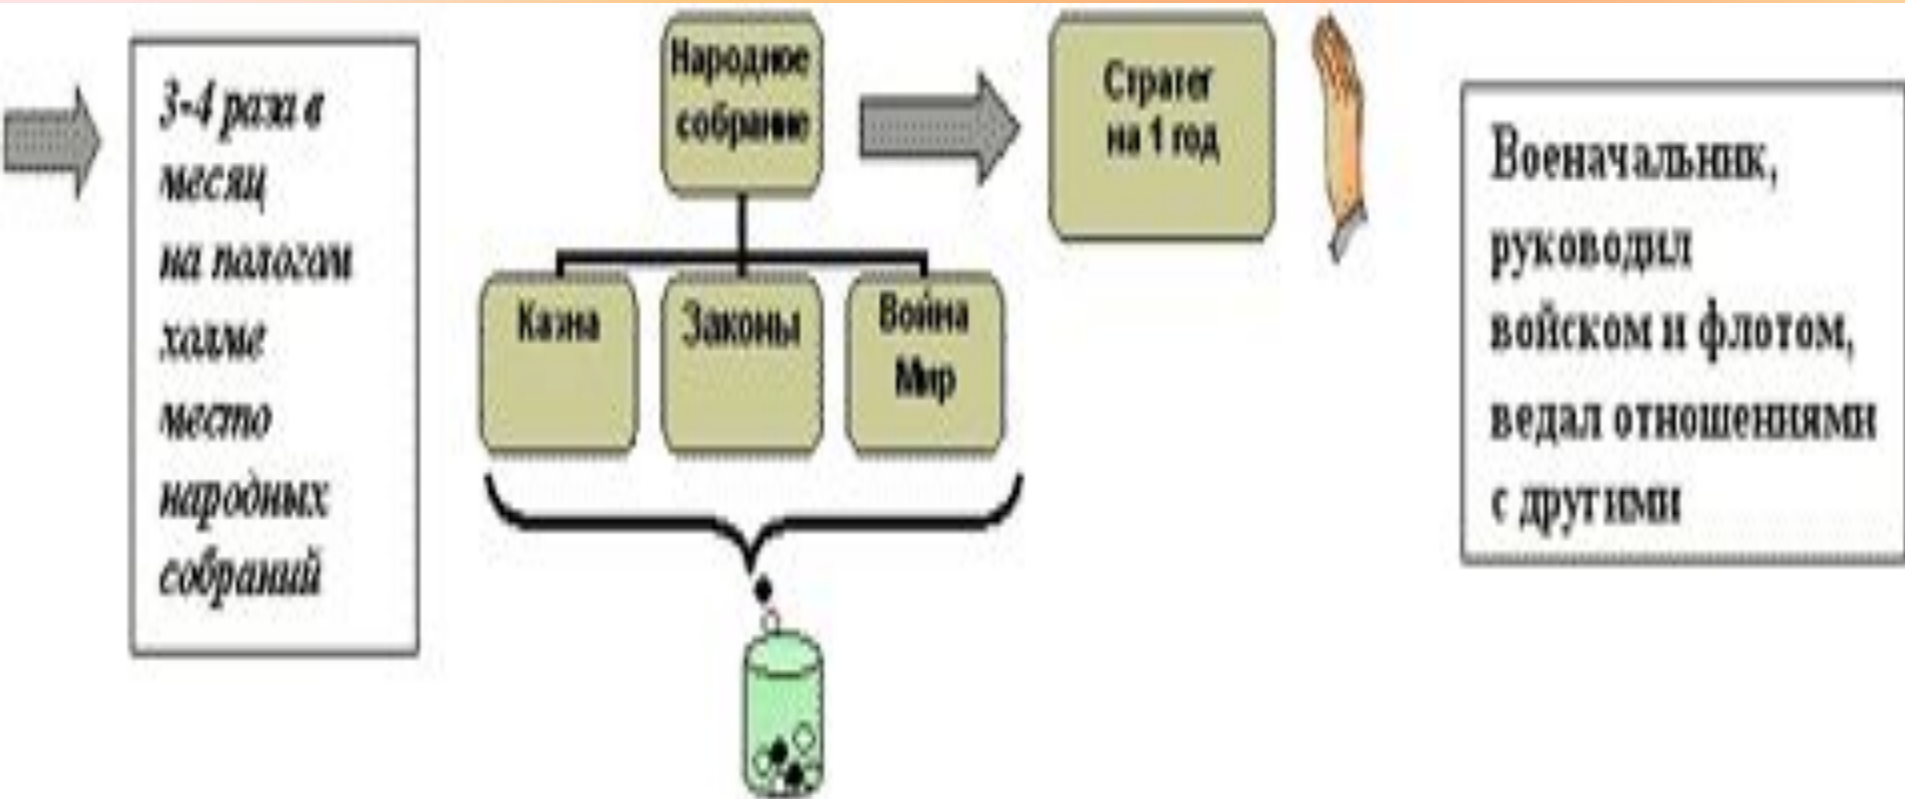 3-4 раза в
месяц
на пологом
холме
место
народных
собраний
Народное
собрание
Казна
Законы
Война
Мир
Стратег
на 1 год
Военачальник,
руководил
войском и флотом,
ведал отношениями
с другими